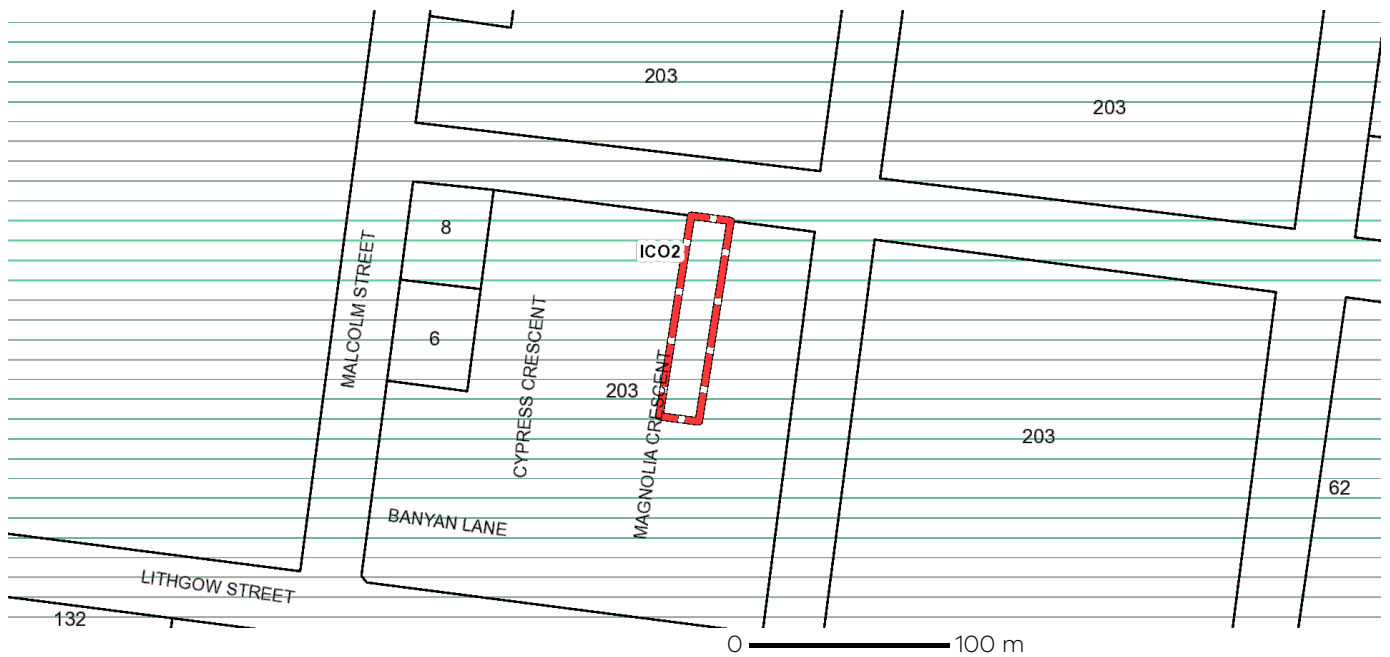 203
203
8
ICO2
MALCOLM STREET
6
CYPRESS CRESCENT
203
MAGNOLIA CRESCENT
203
62
BANYAN LANE
LITHGOW STREET
132
0 100 m